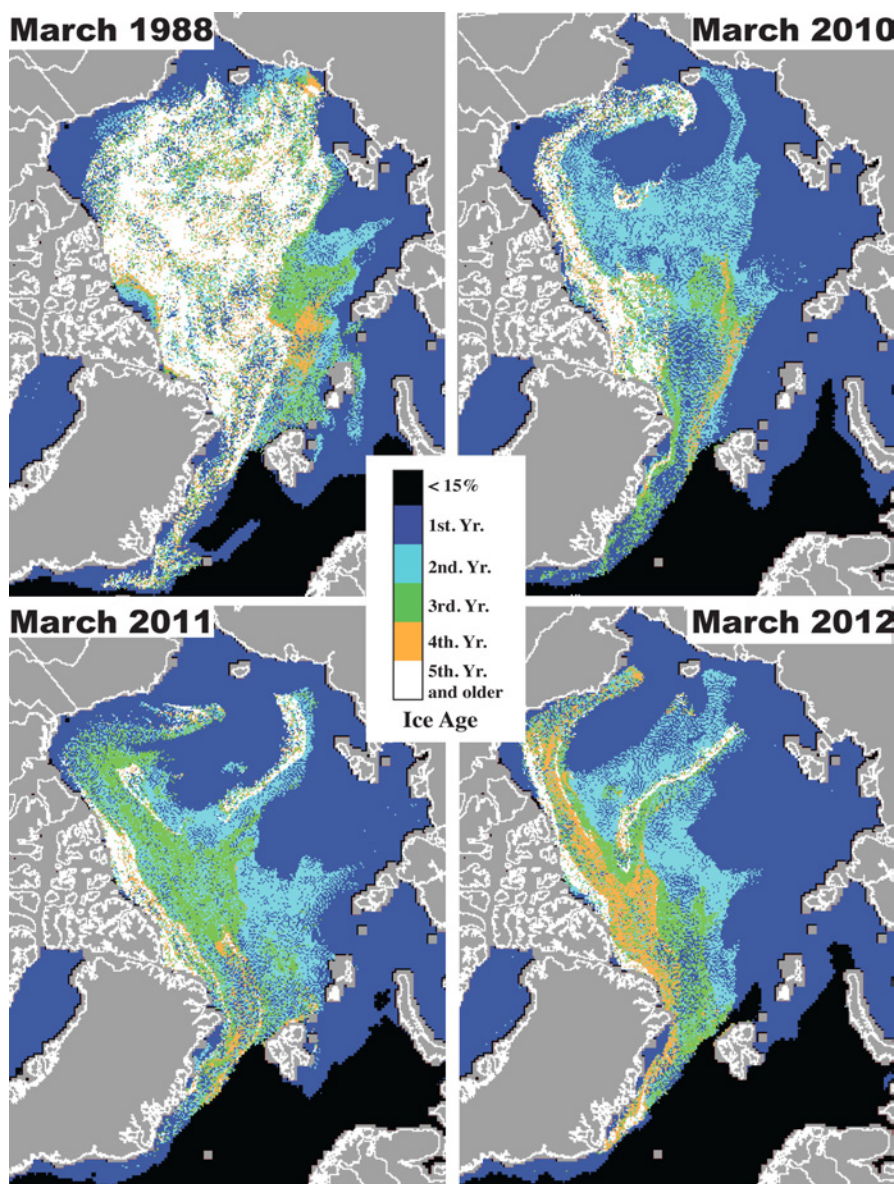 March 1988
March 2010
< 15%
1st. Yr.
2nd. Yr.
3rd. Yr.
4th. Yr.
5th. Yr.
and older
Ice Age
March 2011
March 2012